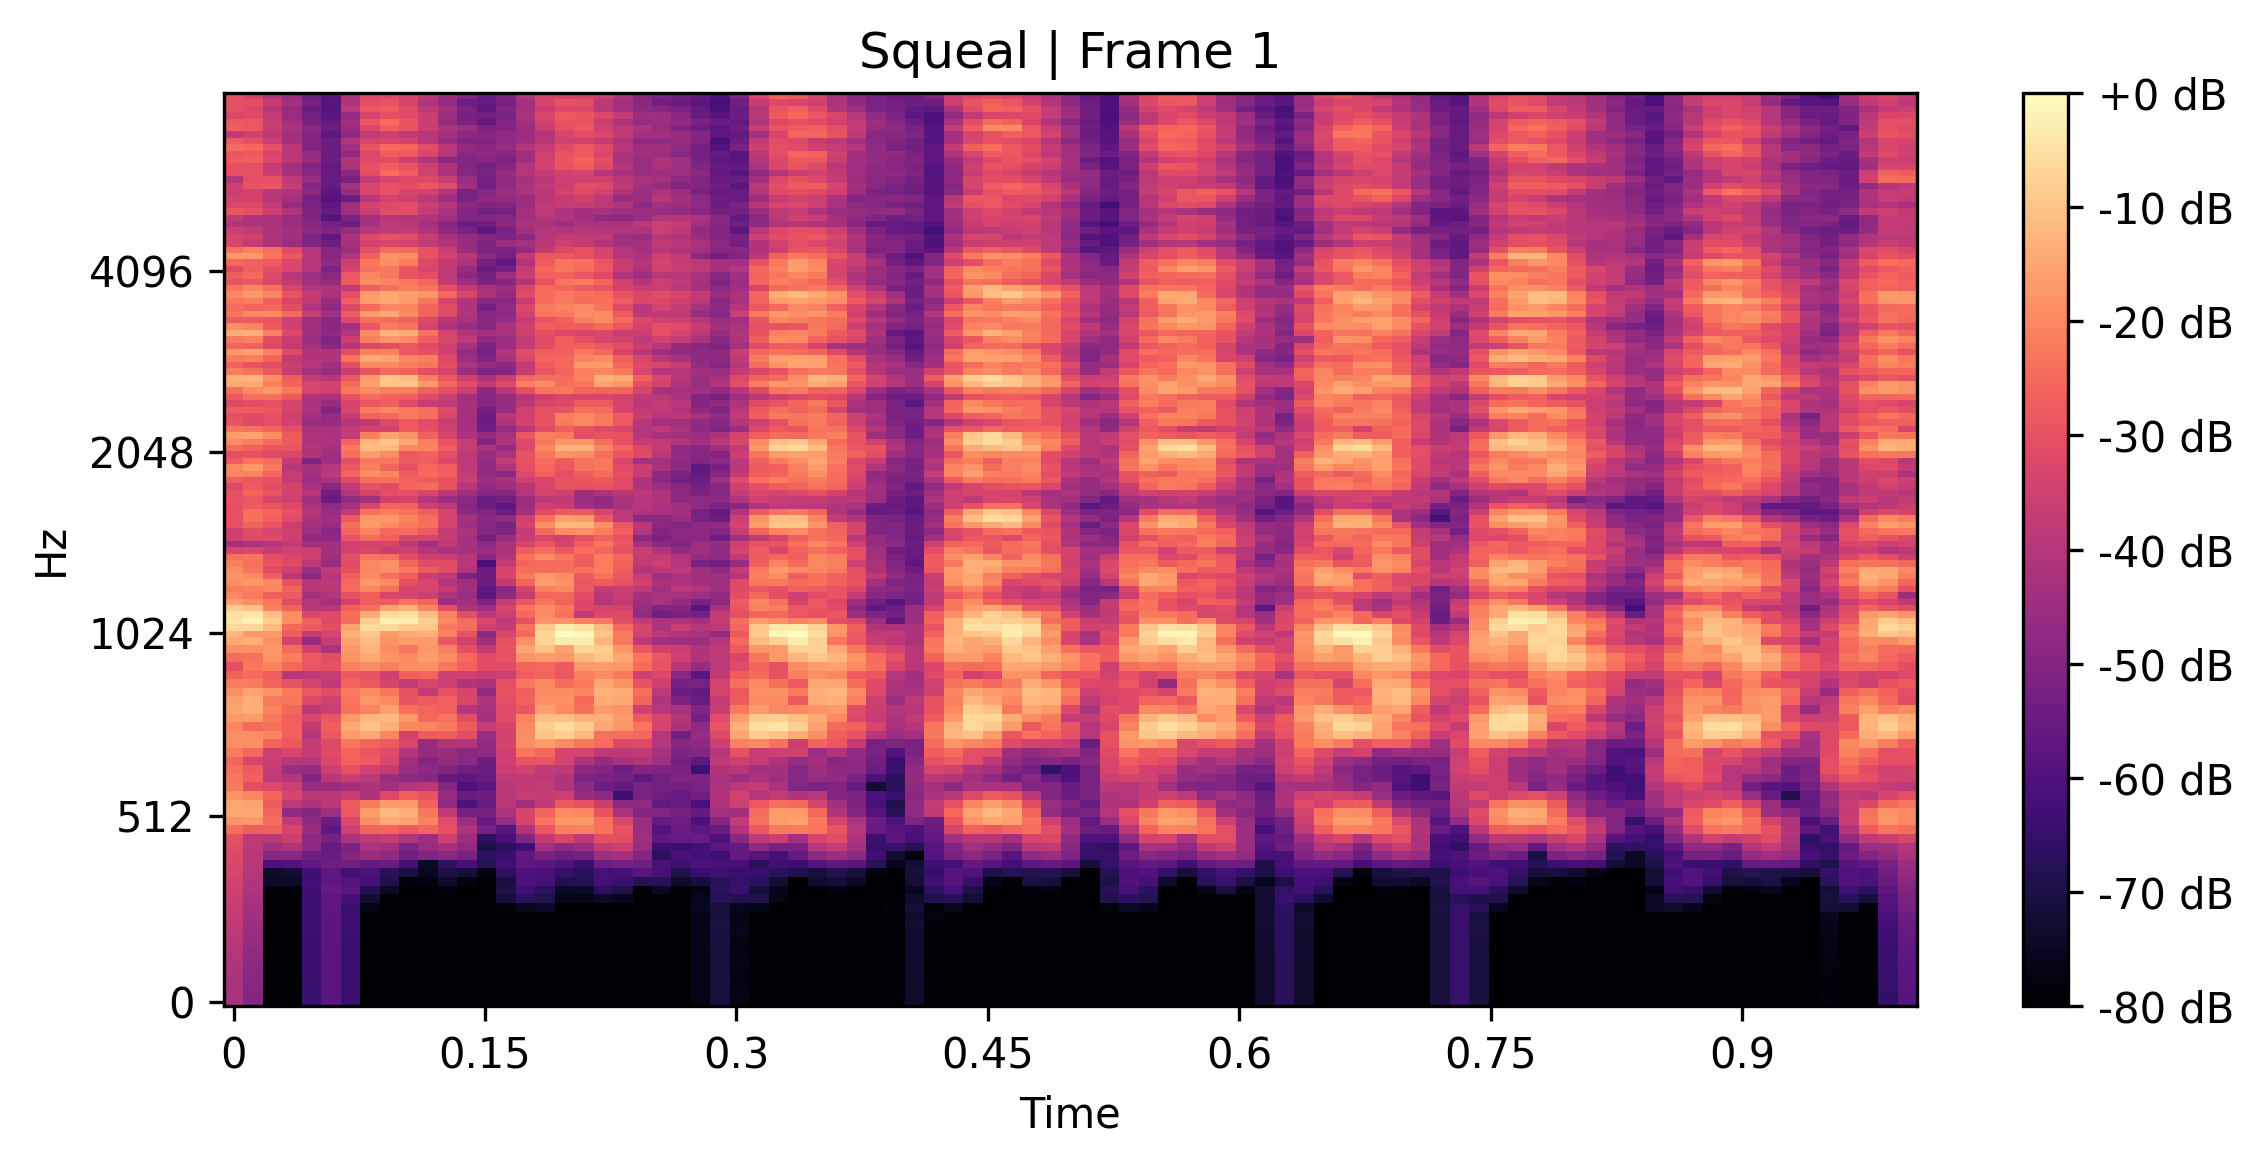 Squeal | Frame 1
+0 dB
-10 dB
-20 dB
-30 dB
-40 dB
-50 dB
-60 dB
-70 dB
-80 dB
Hz
4096
2048
1024
512
0
0 0.15 0.3 0.45 0.6 0.75 0.9
Time